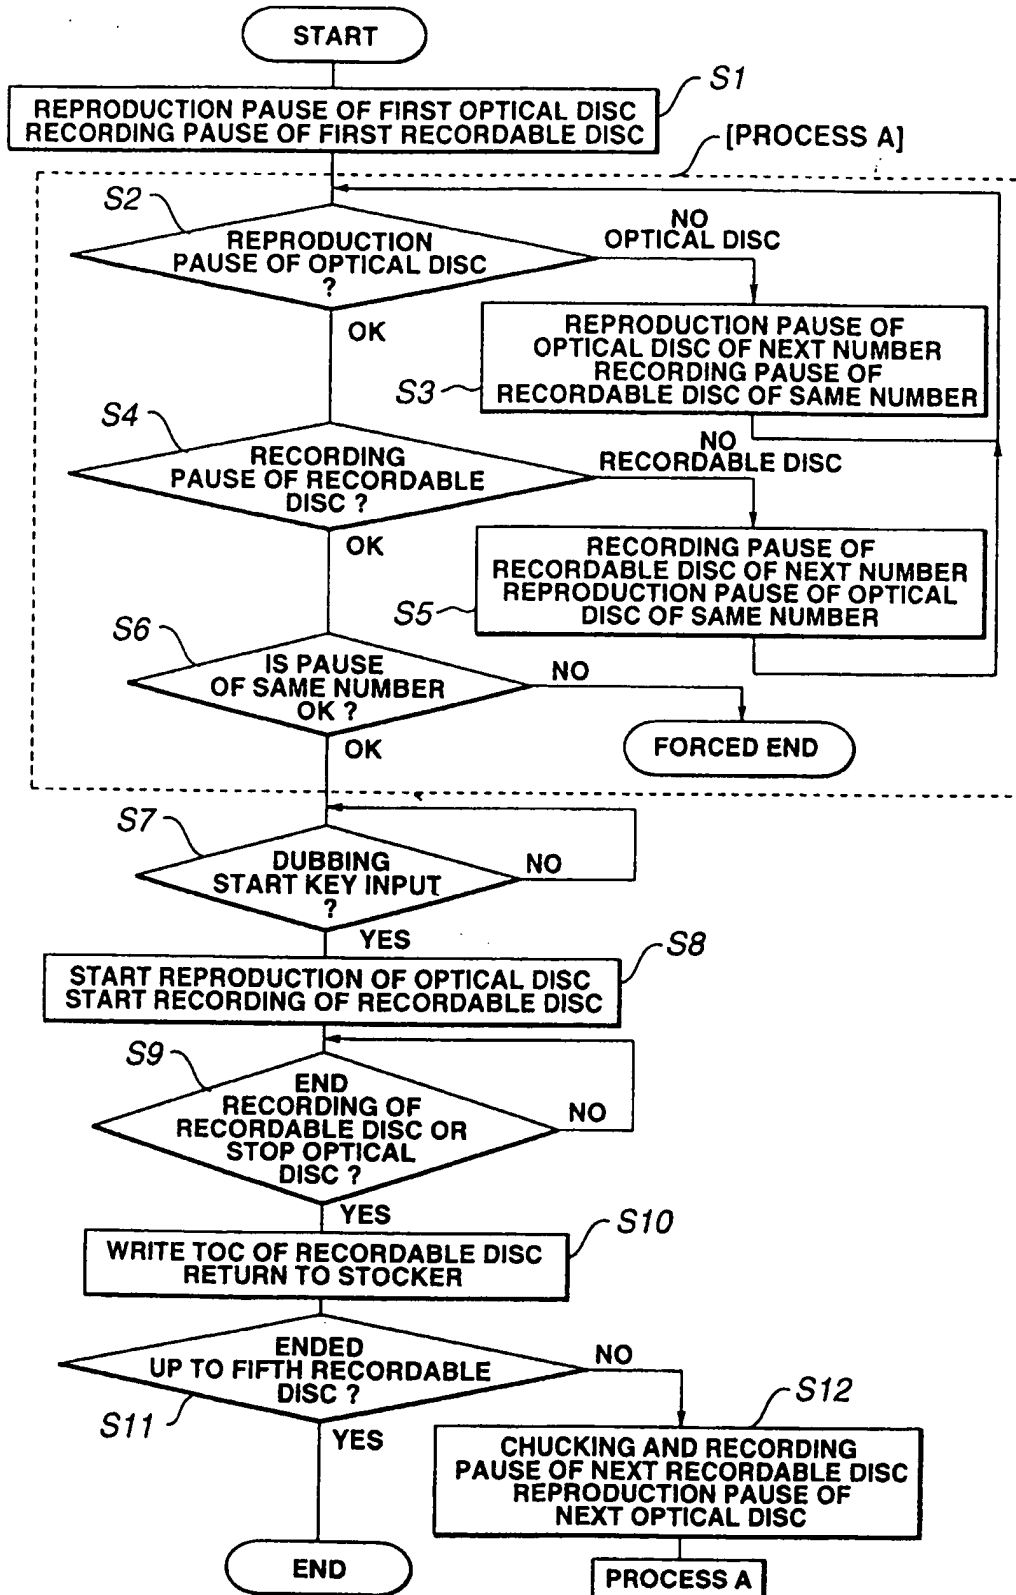 START
S1
REPRODUCTION PAUSE OF FIRST OPTICAL DISC
RECORDING PAUSE OF FIRST RECORDABLE DISC
[PROCESS A]
S2
REPRODUCTION
PAUSE OF OPTICAL DISC
?
NO
OPTICAL DISC
OK
S3
REPRODUCTION PAUSE OF
OPTICAL DISC OF NEXT NUMBER
RECORDING PAUSE OF
RECORDABLE DISC OF SAME NUMBER
S4
RECORDING
PAUSE OF RECORDABLE
DISC ?
NO
RECORDABLE DISC
OK
S5
RECORDING PAUSE OF
RECORDABLE DISC OF NEXT NUMBER
REPRODUCTION PAUSE OF OPTICAL
DISC OF SAME NUMBER
S6
IS PAUSE
OF SAME NUMBER
OK ?
NO
OK
FORCED END
S7
DUBBING
START KEY INPUT
?
NO
YES
S8
START REPRODUCTION OF OPTICAL DISC
START RECORDING OF RECORDABLE DISC
S9
END
RECORDING OF
RECORDABLE DISC OR
STOP OPTICAL
DISC ?
NO
YES
S10
WRITE TOC OF RECORDABLE DISC
RETURN TO STOCKER
ENDED
UP TO FIFTH RECORDABLE
DISC ?
NO
S11
YES
S12
CHUCKING AND RECORDING
PAUSE OF NEXT RECORDABLE DISC
REPRODUCTION PAUSE OF
NEXT OPTICAL DISC
END
PROCESS A